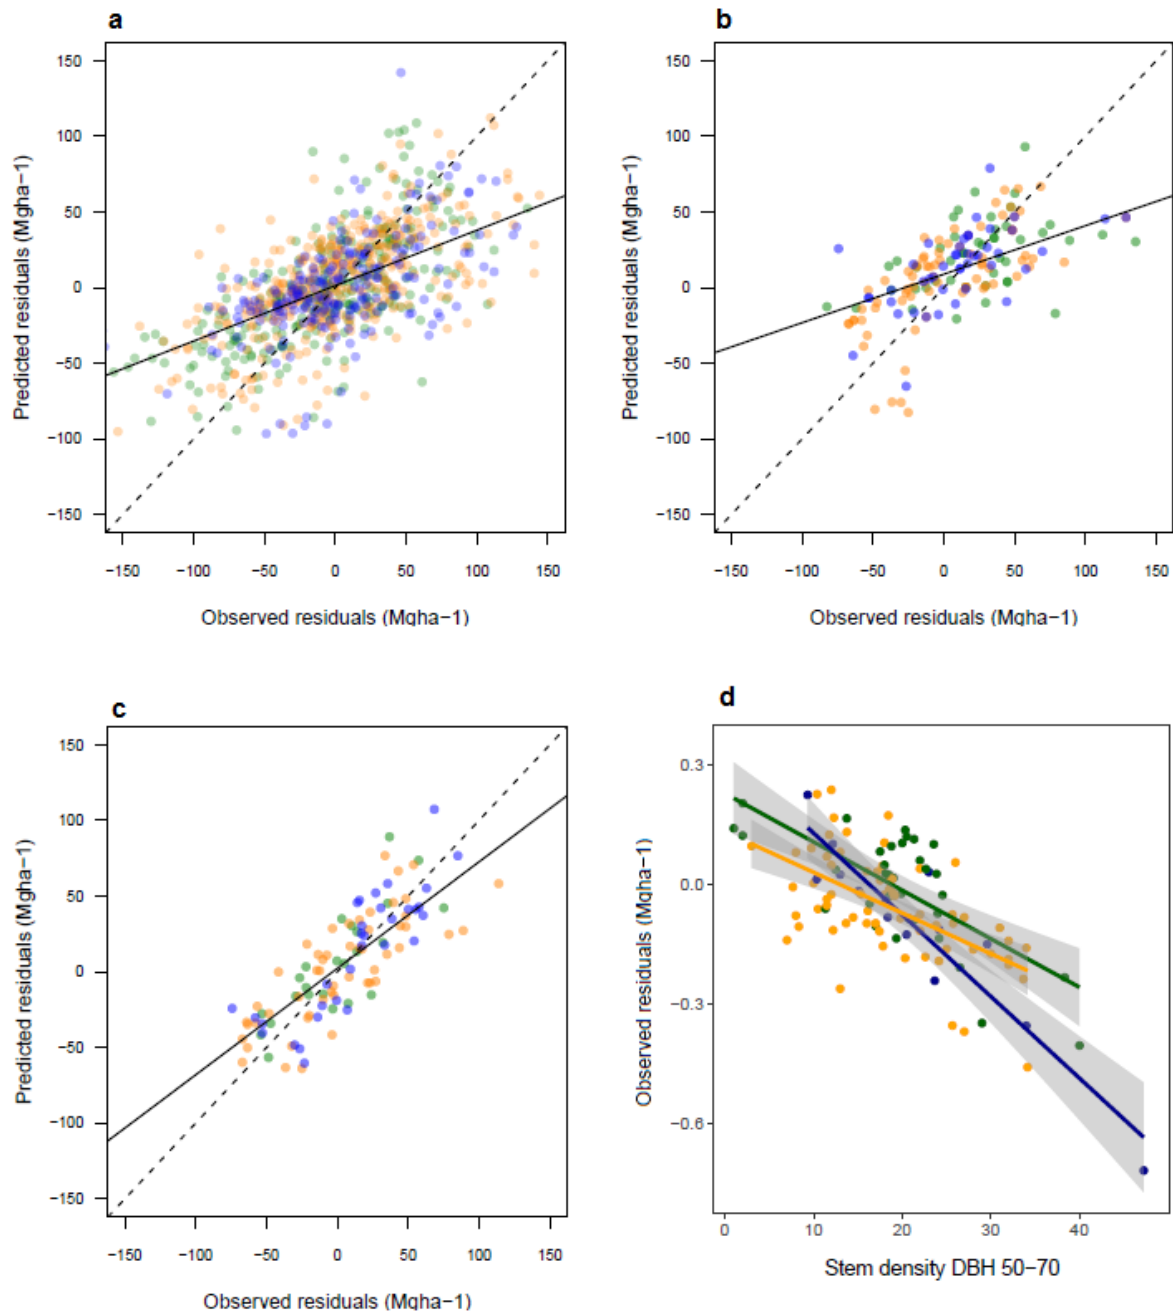 a
150
100
50
0
−50
−100
−150
Predicted residuals (Mgha−1)
−150 −100 −50 0 50 100 150
Observed residuals (Mgha−1)
b
150
100
50
0
−50
−100
−150
Predicted residuals (Mgha−1)
−150 −100 −50 0 50 100 150
Observed residuals (Mgha−1)
c
150
100
50
0
−50
−100
−150
Predicted residuals (Mgha−1)
−150 −100 −50 0 50 100 150
Observed residuals (Mgha−1)
d
0.3
0.0
−0.3
−0.6
Observed residuals (Mgha−1)
0 10 20 30 40
Stem density DBH 50−70